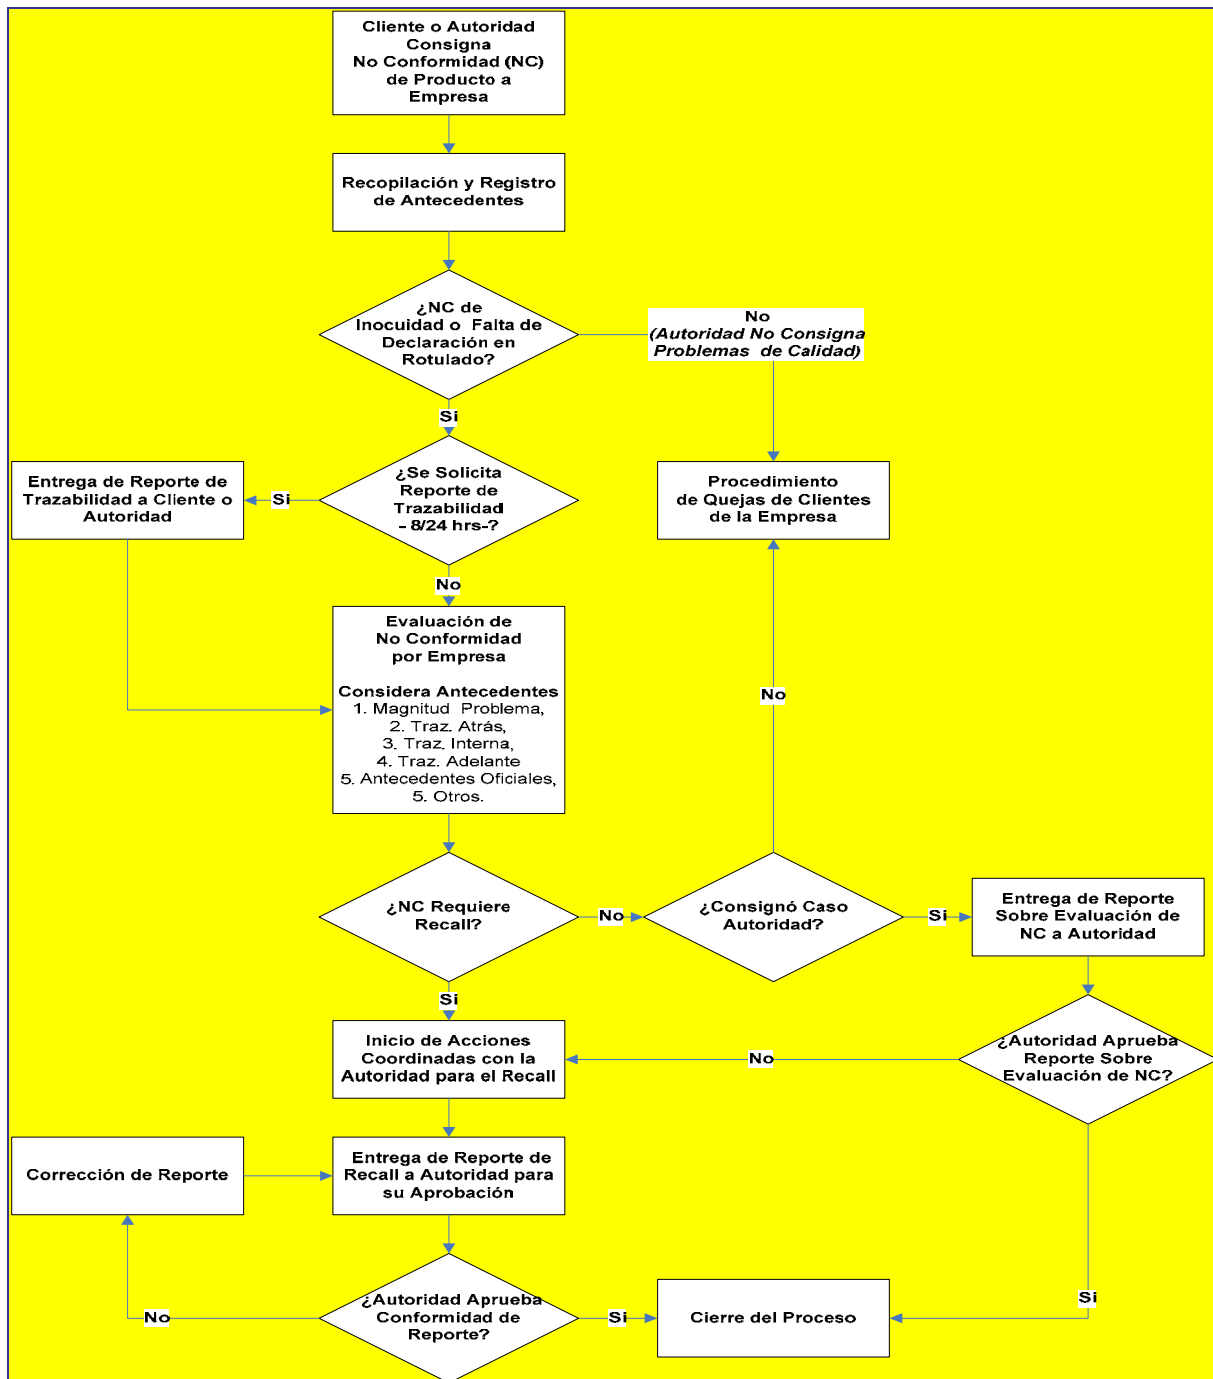 Cliente o Autoridad
Consigna
No Conformidad (NC)
de Producto a
Empresa
Recopilación y Registro
de Antecedentes
¿NC de
Inocuidad o Falta de
Declaración en
Rotulado?
No
(Autoridad No Consigna
Problemas de Calidad)
Si
Entrega de Reporte de
Trazabilidad a Cliente o
Autoridad
Si
¿Se Solicita
Reporte de
Trazabilidad
- 8/24 hrs-?
Procedimiento
de Quejas de Clientes
de la Empresa
No
Evaluación de
No Conformidad
por Empresa
Considera Antecedentes
1. Magnitud Problema,
2. Traz. Atrás,
3. Traz. Interna,
4. Traz. Adelante
5. Antecedentes Oficiales,
5. Otros.
No
¿NC Requiere
Recall?
No
¿Consignó Caso
Autoridad?
Si
Entrega de Reporte
Sobre Evaluación de
NC a Autoridad
Si
Inicio de Acciones
Coordinadas con la
Autoridad para el Recall
No
¿Autoridad Aprueba
Reporte Sobre
Evaluación de NC?
Corrección de Reporte
Entrega de Reporte de
Recall a Autoridad para
su Aprobación
Si
No
¿Autoridad Aprueba
Conformidad de
Reporte?
Si
Cierre del Proceso